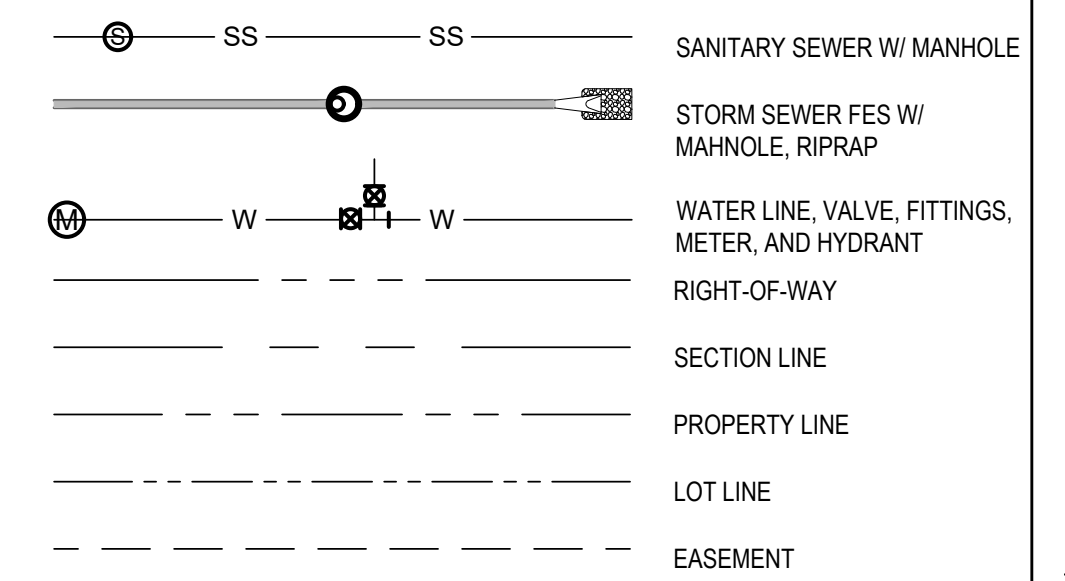 S SS SS SANITARY SEWER W/ MANHOLE
STORM SEWER FES W/
MAHNOLE, RIPRAP
M W W WATER LINE, VALVE, FITTINGS,
METER, AND HYDRANT
RIGHT-OF-WAY
SECTION LINE
PROPERTY LINE
LOT LINE
EASEMENT